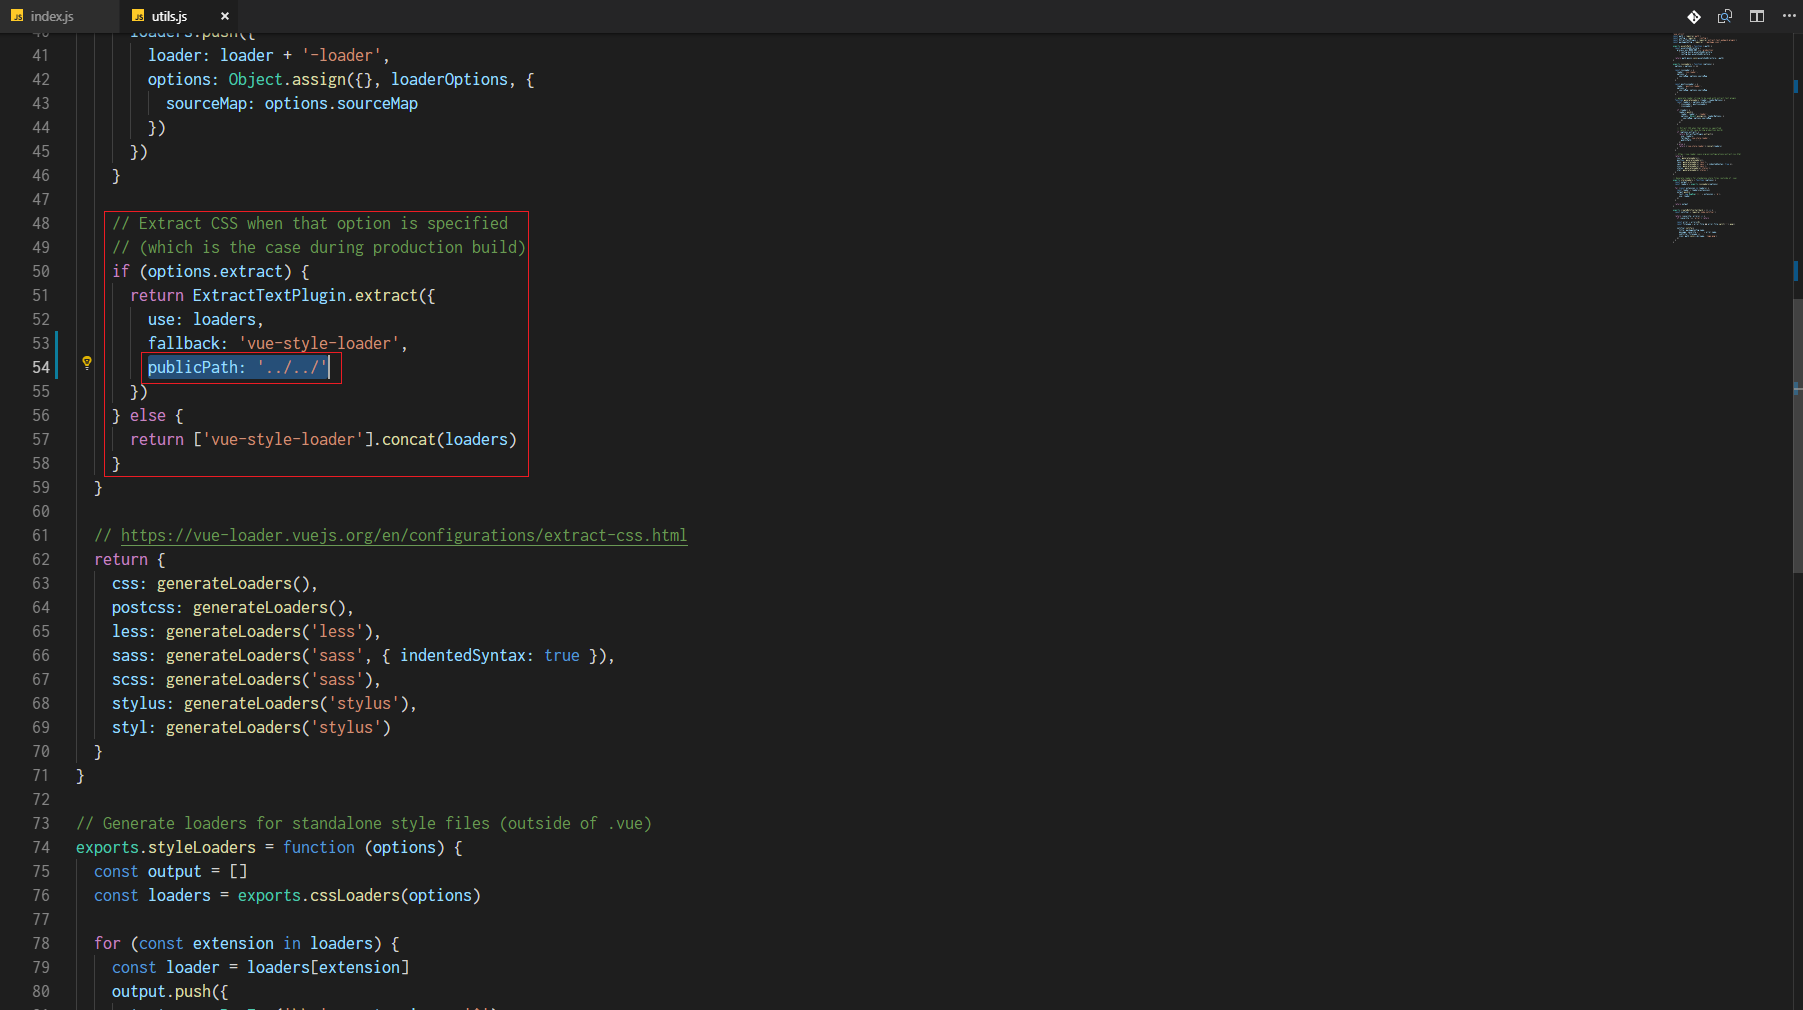 JS index.js JS utils.js ×
40 loaders.push({
41 loader: loader + '-loader',
42 options: Object.assign({}, loaderOptions, {
43 sourceMap: options.sourceMap
44 })
45 })
46 }
47
48 // Extract CSS when that option is specified
49 // (which is the case during production build)
50 if (options.extract) {
51 return ExtractTextPlugin.extract({
52 use: loaders,
53 fallback: 'vue-style-loader',
54 publicPath: '../../'
55 })
56 } else {
57 return ['vue-style-loader'].concat(loaders)
58 }
59 }
60
61 // https://vue-loader.vuejs.org/en/configurations/extract-css.html
62 return {
63 css: generateLoaders(),
64 postcss: generateLoaders(),
65 less: generateLoaders('less'),
66 sass: generateLoaders('sass', { indentedSyntax: true }),
67 scss: generateLoaders('sass'),
68 stylus: generateLoaders('stylus'),
69 styl: generateLoaders('stylus')
70 }
71 }
72
73 // Generate loaders for standalone style files (outside of .vue)
74 exports.styleLoaders = function (options) {
75 const output = []
76 const loaders = exports.cssLoaders(options)
77
78 for (const extension in loaders) {
79 const loader = loaders[extension]
80 output.push({